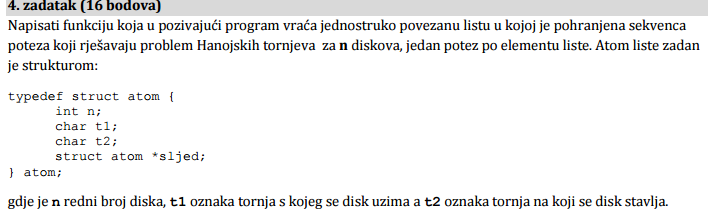 4. zadatak (16 bodova)
Napisati funkciju koja u pozivajući program vraća jednostruko povezanu listu u kojoj je pohranjena sekvenca
poteza koji rješavaju problem Hanojskih tornjeva za n diskova, jedan potez po elementu liste. Atom liste zadan
je strukturom:
typedef struct atom {
int n;
char t1;
char t2;
struct atom *sljed;
} atom;
gdje je n redni broj diska, t1 oznaka tornja s kojeg se disk uzima a t2 oznaka tornja na koji se disk stavlja.